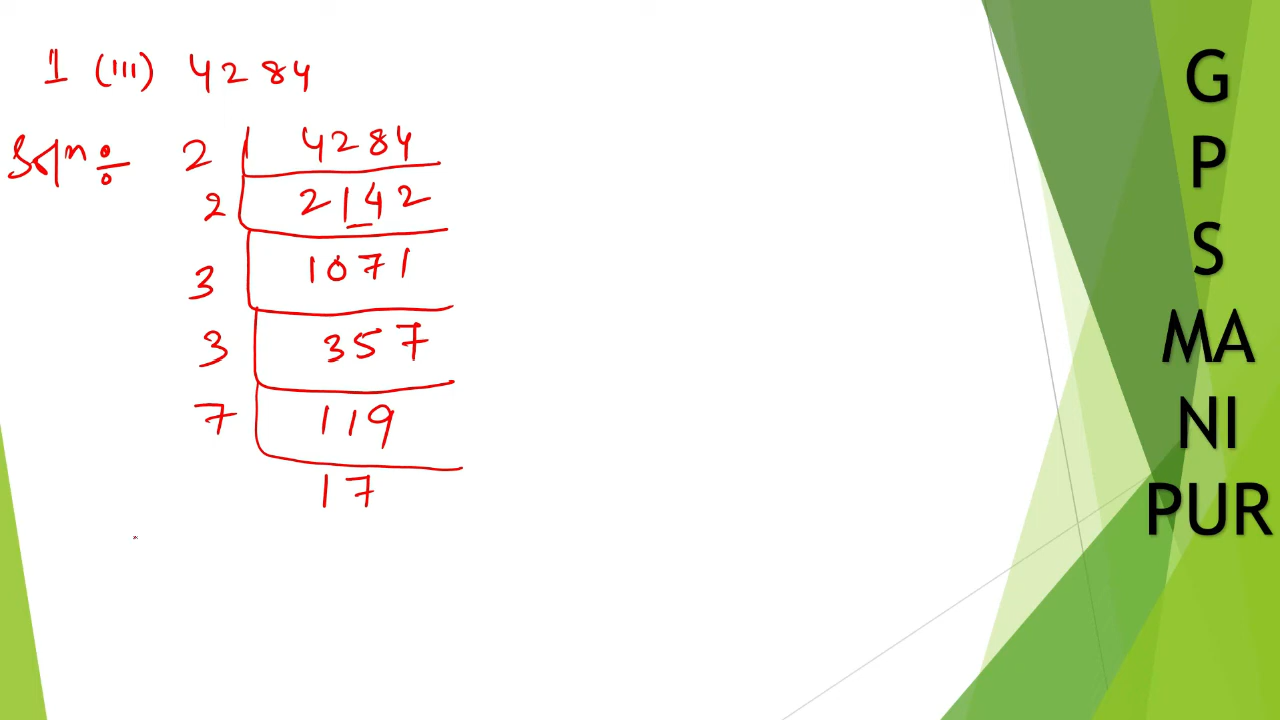 1 (iii) 4284
Solⁿ ÷ 2 | 4284
2 | 2142
3 | 1071
3 | 357
7 | 119
17
G
P
S
MA
NI
PUR